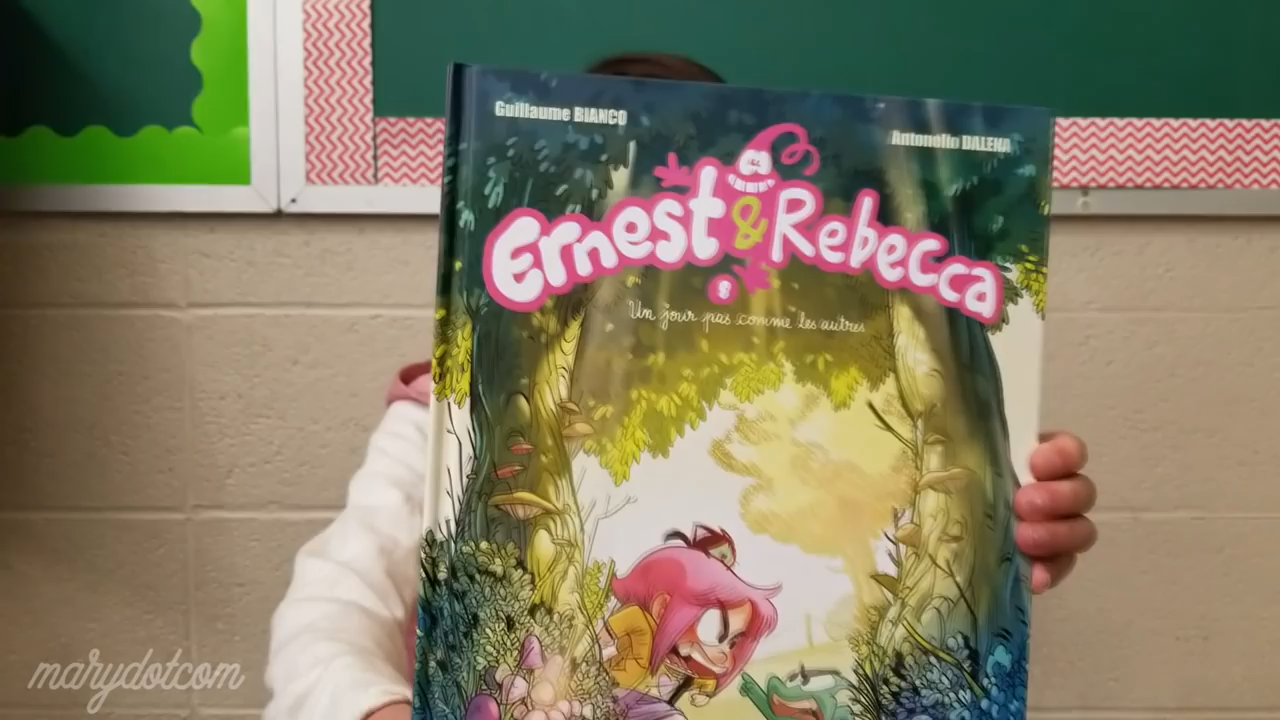 Guillaume BIANCO
Antonello DALENA
Ernest & Rebecca
Un jour pas comme les autres
marydotcom